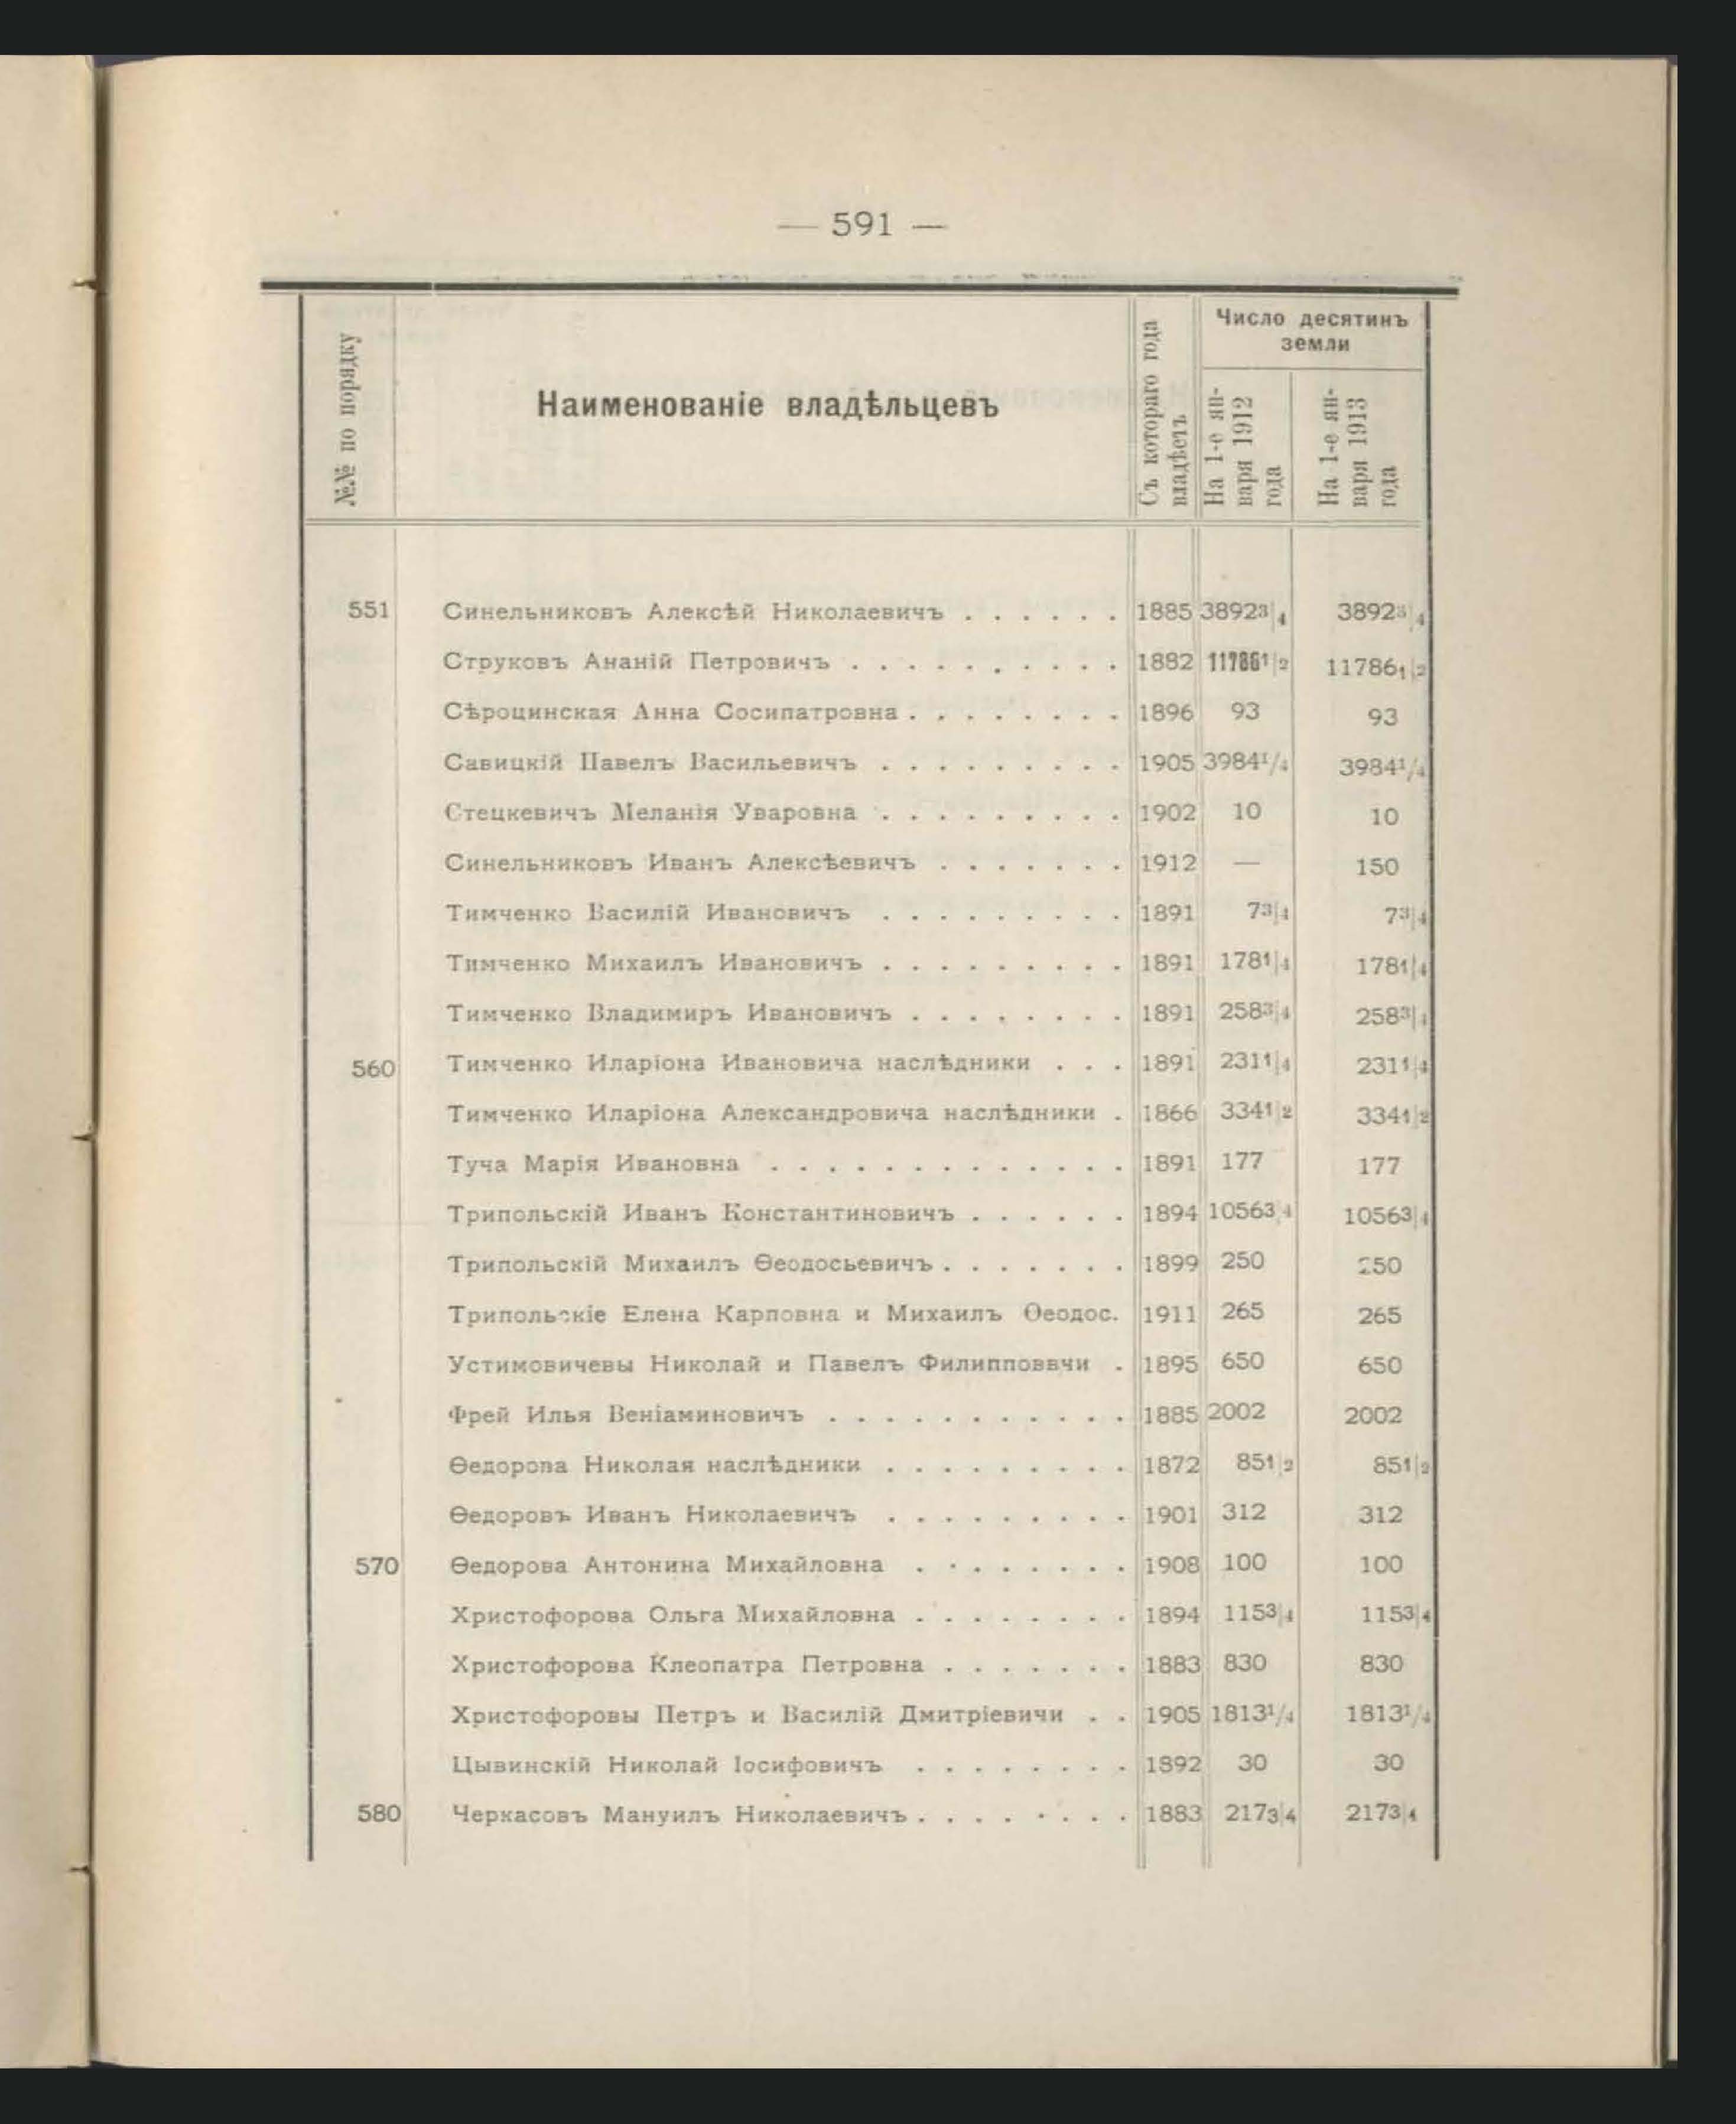 — 591 —
№№ по порядку
Наименованіе владѣльцевъ
Съ котораго года владѣетъ
Число десятинъ земли
На 1-е января 1912 года
На 1-е января 1913 года
551 Синельниковъ Алексѣй Николаевичъ . . . . . . 1885 3892 3/4 3892 3/4
Струковъ Ананій Петровичъ . . . . . . . . . . 1882 11786 1/2 11786 1/2
Сѣроцинская Анна Сосипатровна . . . . . . . . 1896 93 93
Савицкій Павелъ Васильевичъ . . . . . . . . . 1905 3984 1/4 3984 1/4
Стецкевичъ Меланія Уваровна . . . . . . . . . 1902 10 10
Синельниковъ Иванъ Алексѣевичъ . . . . . . . 1912 — 150
Тимченко Василій Ивановичъ . . . . . . . . . 1891 7 3/4 7 3/4
Тимченко Михаилъ Ивановичъ . . . . . . . . . 1891 178 1/4 178 1/4
Тимченко Владимиръ Ивановичъ . . . . . . . . 1891 258 3/4 258 3/4
560 Тимченко Иларіона Ивановича наслѣдники . . . 1891 231 1/4 231 1/4
Тимченко Иларіона Александровича наслѣдники . 1866 334 1/2 334 1/2
Туча Марія Ивановна . . . . . . . . . . . . . 1891 177 177
Трипольскій Иванъ Константиновичъ . . . . . . 1894 1056 3/4 1056 3/4
Трипольскій Михаилъ Ѳеодосьевичъ . . . . . . . 1899 250 250
Трипольскіе Елена Карповна и Михаилъ Ѳеодос. 1911 265 265
Устимовичевы Николай и Павелъ Филипповвчи . 1895 650 650
Фрей Илья Веніаминовичъ . . . . . . . . . . . 1885 2002 2002
Ѳедорова Николая наслѣдники . . . . . . . . . 1872 85 1/2 85 1/2
Ѳедоровъ Иванъ Николаевичъ . . . . . . . . . 1901 312 312
570 Ѳедорова Антонина Михайловна . . . . . . . . 1908 100 100
Христофорова Ольга Михайловна . . . . . . . . 1894 115 3/4 115 3/4
Христофорова Клеопатра Петровна . . . . . . . 1883 830 830
Христофоровы Петръ и Василій Дмитріевичи . . 1905 1813 1/4 1813 1/4
Цывинскій Николай Іосифовичъ . . . . . . . . 1892 30 30
580 Черкасовъ Мануилъ Николаевичъ . . . . . . . . 1883 217 3/4 217 3/4